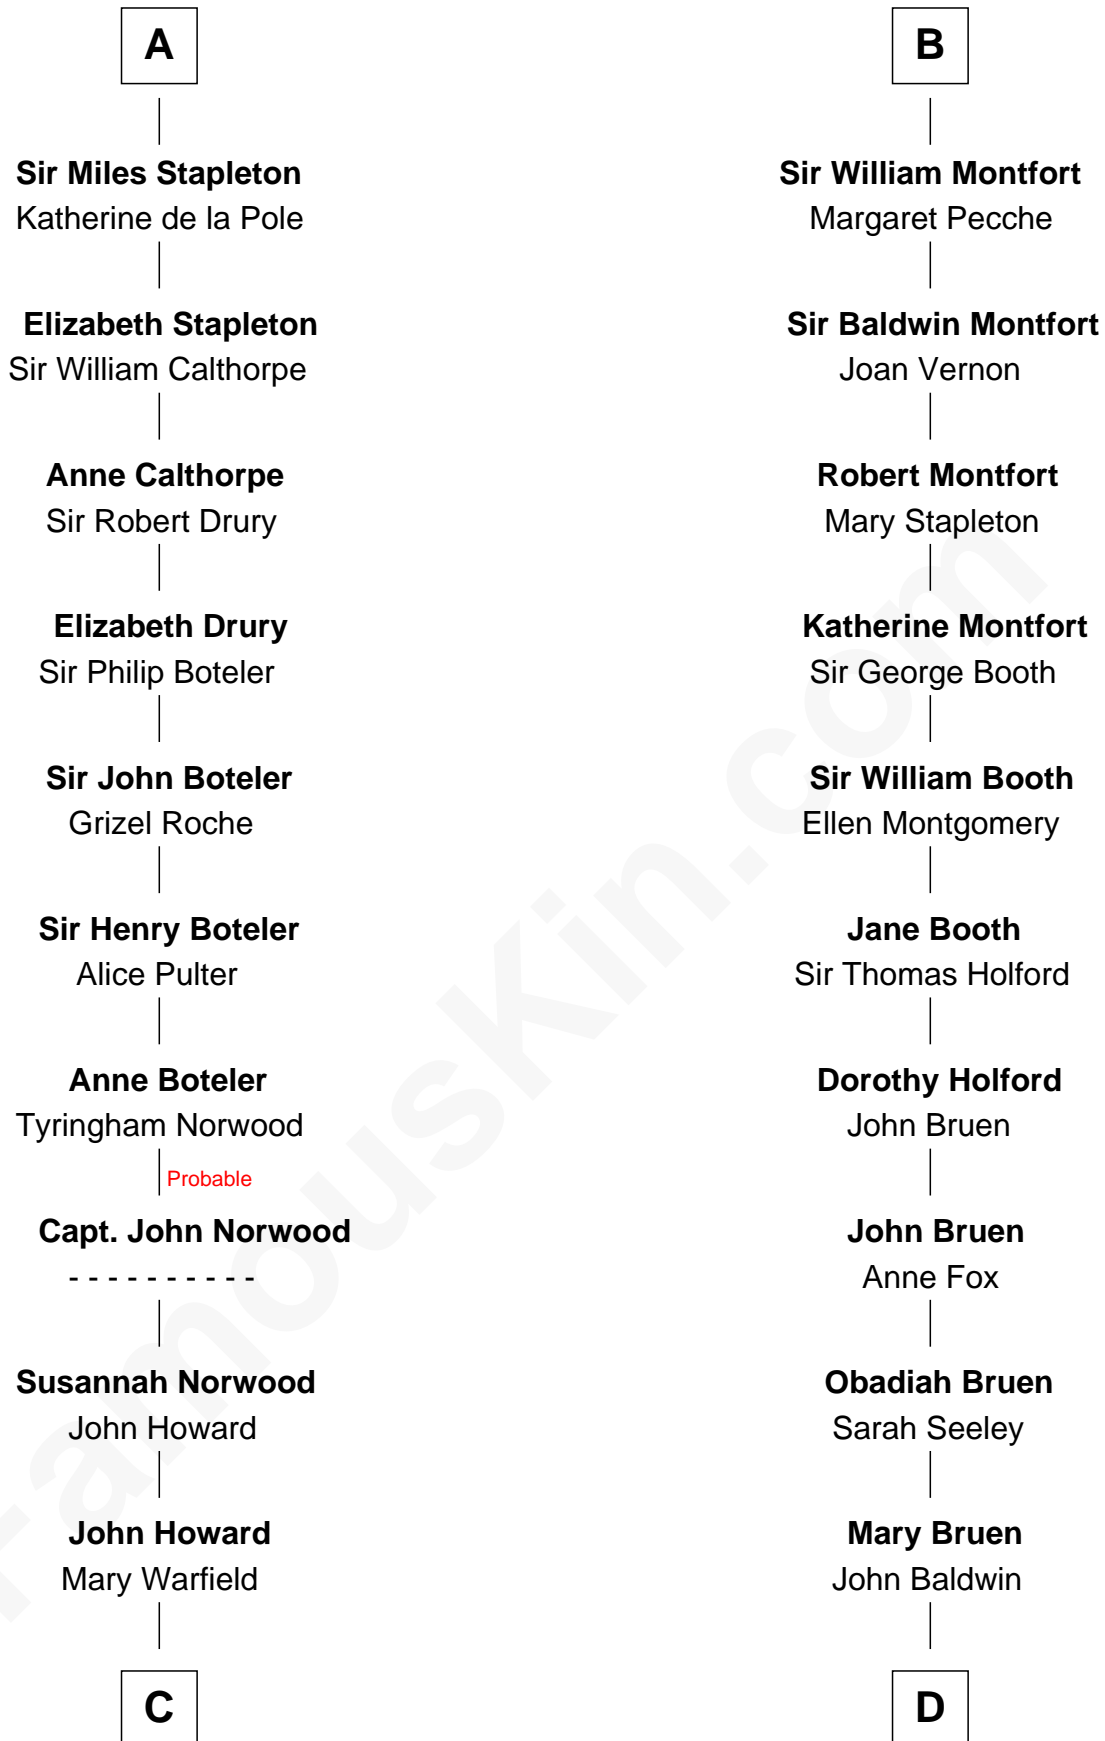 A
Sir Miles Stapleton
Katherine de la Pole
Elizabeth Stapleton
Sir William Calthorpe
Anne Calthorpe
Sir Robert Drury
Elizabeth Drury
Sir Philip Boteler
Sir John Boteler
Grizel Roche
Sir Henry Boteler
Alice Pulter
Anne Boteler
Tyringham Norwood
Probable
Capt. John Norwood
- - - - - - - - - -
Susannah Norwood
John Howard
John Howard
Mary Warfield
C
B
Sir William Montfort
Margaret Pecche
Sir Baldwin Montfort
Joan Vernon
Robert Montfort
Mary Stapleton
Katherine Montfort
Sir George Booth
Sir William Booth
Ellen Montgomery
Jane Booth
Sir Thomas Holford
Dorothy Holford
John Bruen
John Bruen
Anne Fox
Obadiah Bruen
Sarah Seeley
Mary Bruen
John Baldwin
D
FamousKin.com